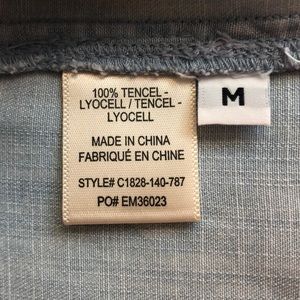 100% TENCEL -
LYOCELL / TENCEL -
LYOCELL
MADE IN CHINA
FABRIQUÉ EN CHINE
STYLE# C1828-140-787
PO# EM36023
M